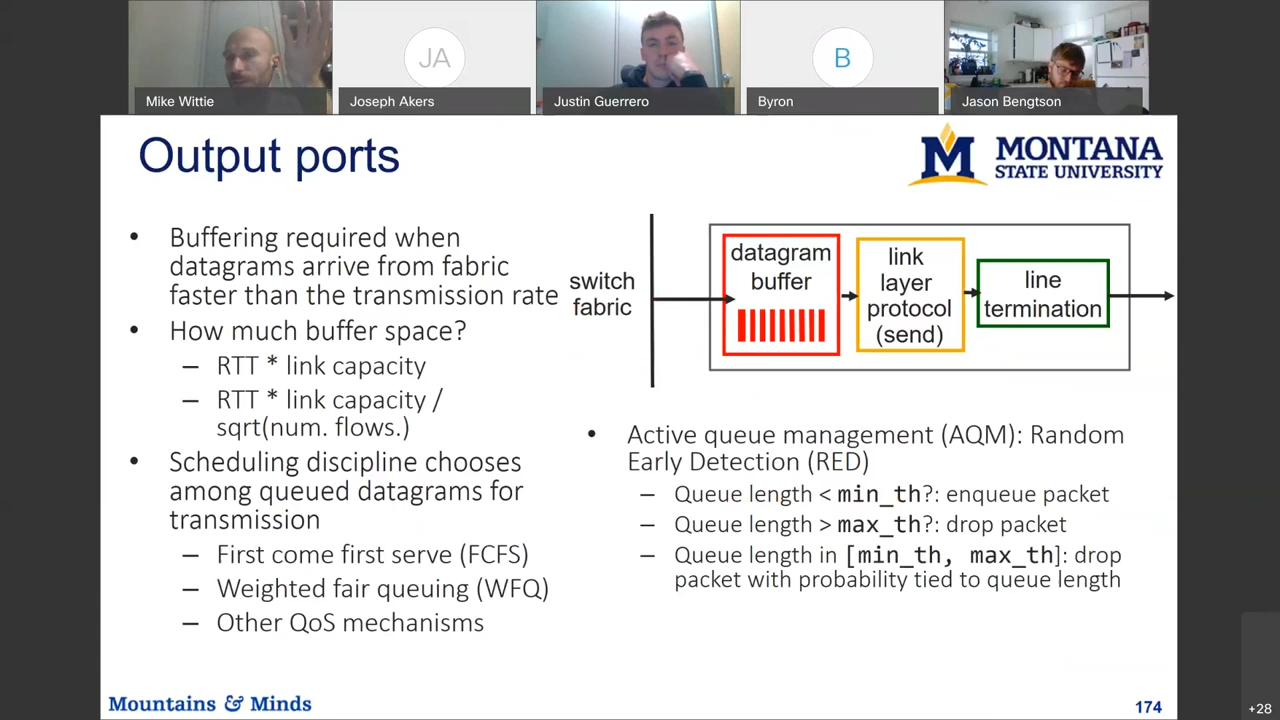 JA
B
Mike Wittie
Joseph Akers
Justin Guerrero
Byron
Jason Bengtson
Output ports
M MONTANA
STATE UNIVERSITY
• Buffering required when
datagrams arrive from fabric
faster than the transmission rate
• How much buffer space?
– RTT * link capacity
– RTT * link capacity /
sqrt(num. flows.)
• Scheduling discipline chooses
among queued datagrams for
transmission
– First come first serve (FCFS)
– Weighted fair queuing (WFQ)
– Other QoS mechanisms
switch
fabric
datagram
buffer
link
layer
protocol
(send)
line
termination
• Active queue management (AQM): Random
Early Detection (RED)
– Queue length < min_th?: enqueue packet
– Queue length > max_th?: drop packet
– Queue length in [min_th, max_th]: drop
packet with probability tied to queue length
Mountains & Minds
174
+28